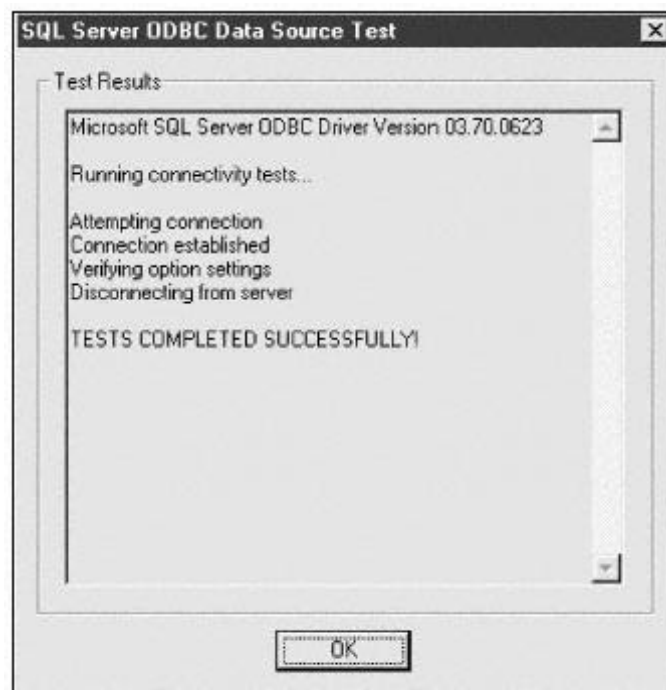 SQL Server ODBC Data Source Test
Test Results
Microsoft SQL Server ODBC Driver Version 03.70.0623
Running connectivity tests...
Attempting connection
Connection established
Verifying option settings
Disconnecting from server
TESTS COMPLETED SUCCESSFULLY!
OK